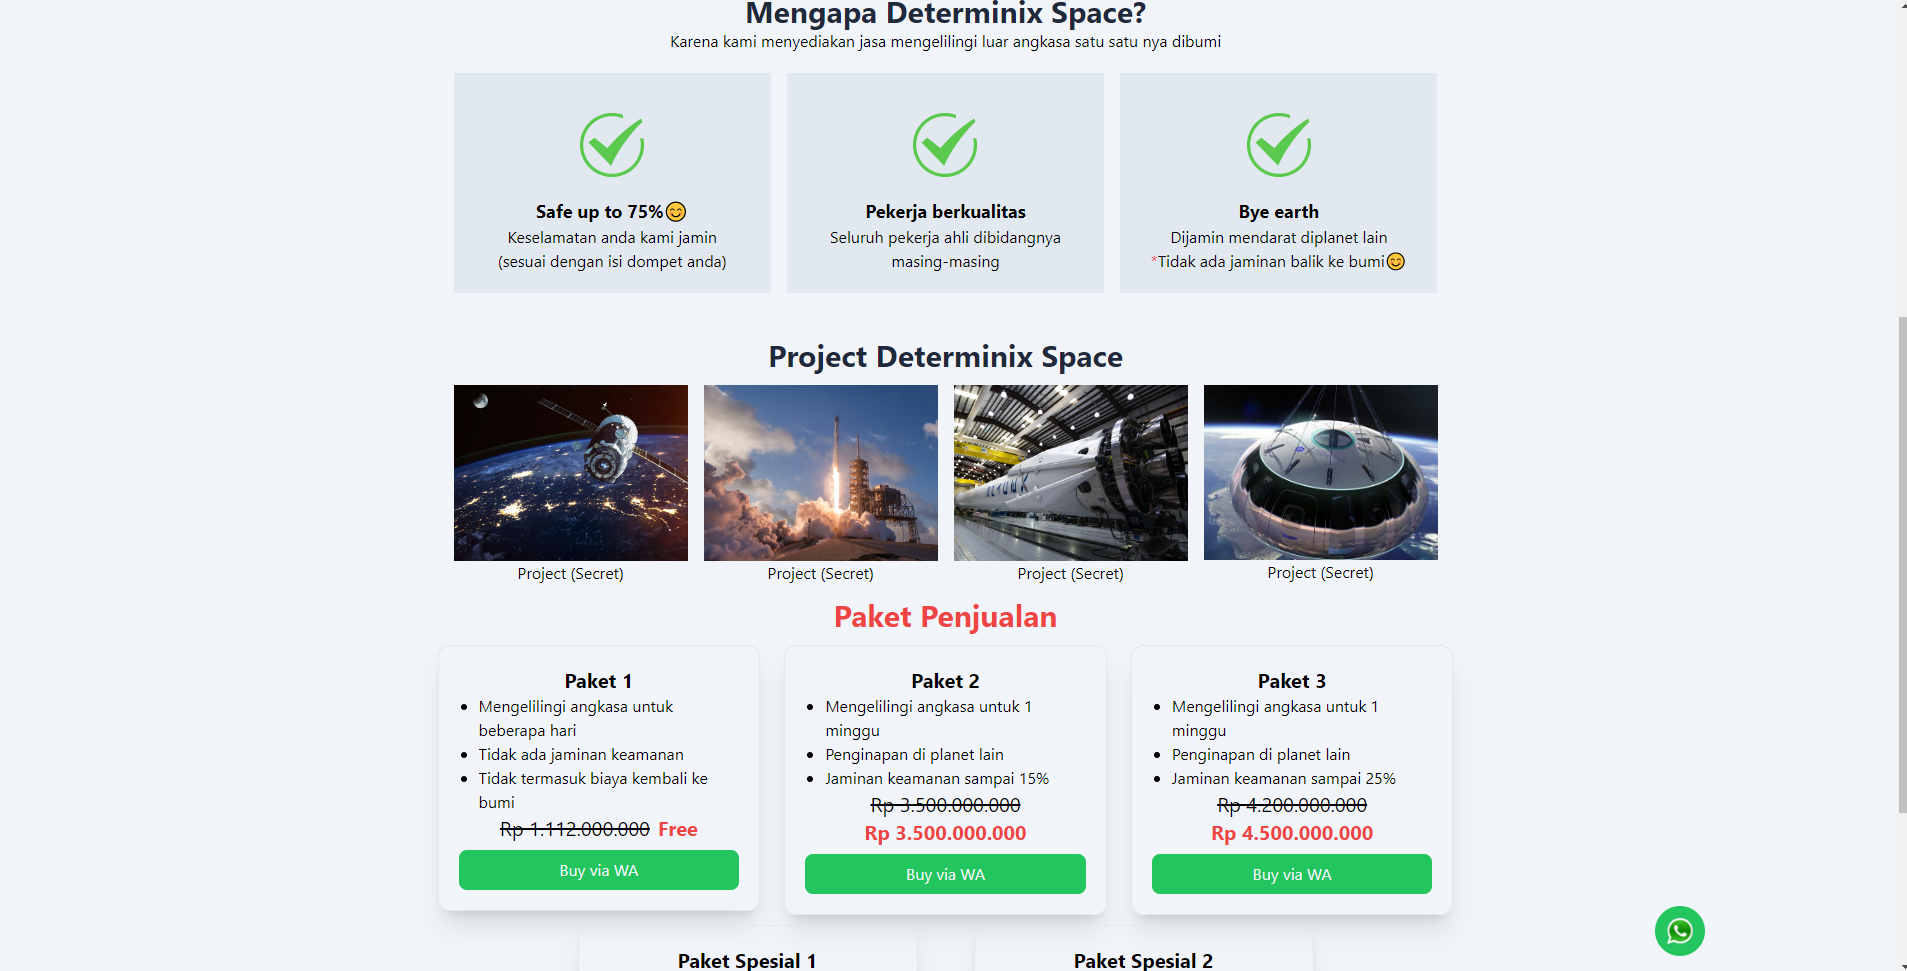 Mengapa Determinix Space?
Karena kami menyediakan jasa mengelilingi luar angkasa satu satu nya dibumi
Safe up to 75%😊
Keselamatan anda kami jamin
(sesuai dengan isi dompet anda)
Pekerja berkualitas
Seluruh pekerja ahli dibidangnya
masing-masing
Bye earth
Dijamin mendarat diplanet lain
*Tidak ada jaminan balik ke bumi😊
Project Determinix Space
Project (Secret)
Project (Secret)
Project (Secret)
Project (Secret)
Paket Penjualan
Paket 1
• Mengelilingi angkasa untuk
beberapa hari
• Tidak ada jaminan keamanan
• Tidak termasuk biaya kembali ke
bumi
Rp 1.112.000.000 Free
Buy via WA
Paket 2
• Mengelilingi angkasa untuk 1
minggu
• Penginapan di planet lain
• Jaminan keamanan sampai 15%
Rp 3.500.000.000
Rp 3.500.000.000
Buy via WA
Paket 3
• Mengelilingi angkasa untuk 1
minggu
• Penginapan di planet lain
• Jaminan keamanan sampai 25%
Rp 4.200.000.000
Rp 4.500.000.000
Buy via WA
Paket Spesial 1
Paket Spesial 2